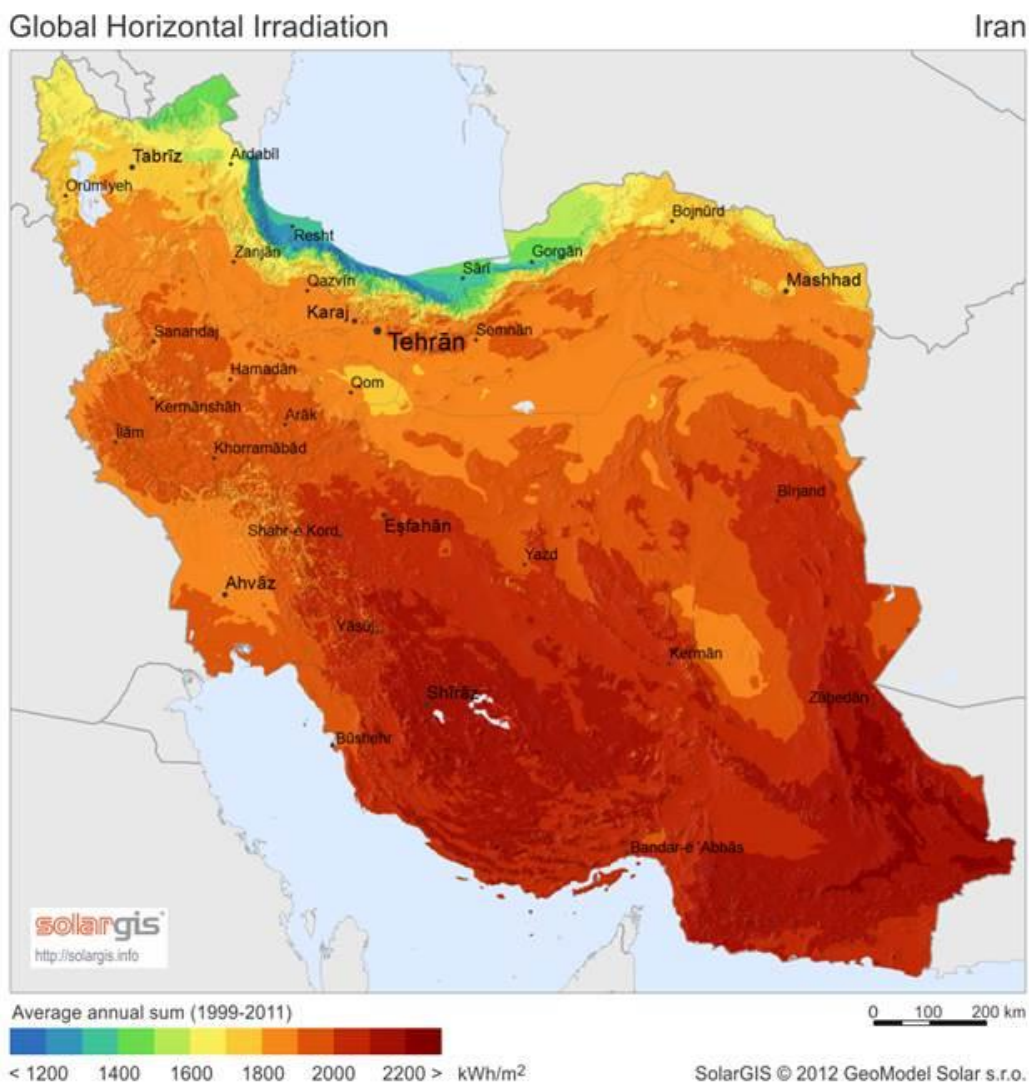 Global Horizontal Irradiation
Iran
Tabrīz
Ardabīl
Orūmīyeh
Resht
Bojnūrd
Zanjān
Sārī
Gorgān
Qazvīn
Mashhad
Karaj
Tehrān
Semnān
Sanandaj
Hamadān
Qom
Kermānshāh
Arāk
Īlām
Khorramābād
Bīrjand
Shahr-e Kord
Eşfahān
Yazd
Ahvāz
Yāsūj
Kermān
Shīrāz
Zāhedān
Būshehr
Bandar-e 'Abbās
solargis
http://solargis.info
Average annual sum (1999-2011)
0 100 200 km
< 1200 1400 1600 1800 2000 2200 > kWh/m²
SolarGIS © 2012 GeoModel Solar s.r.o.